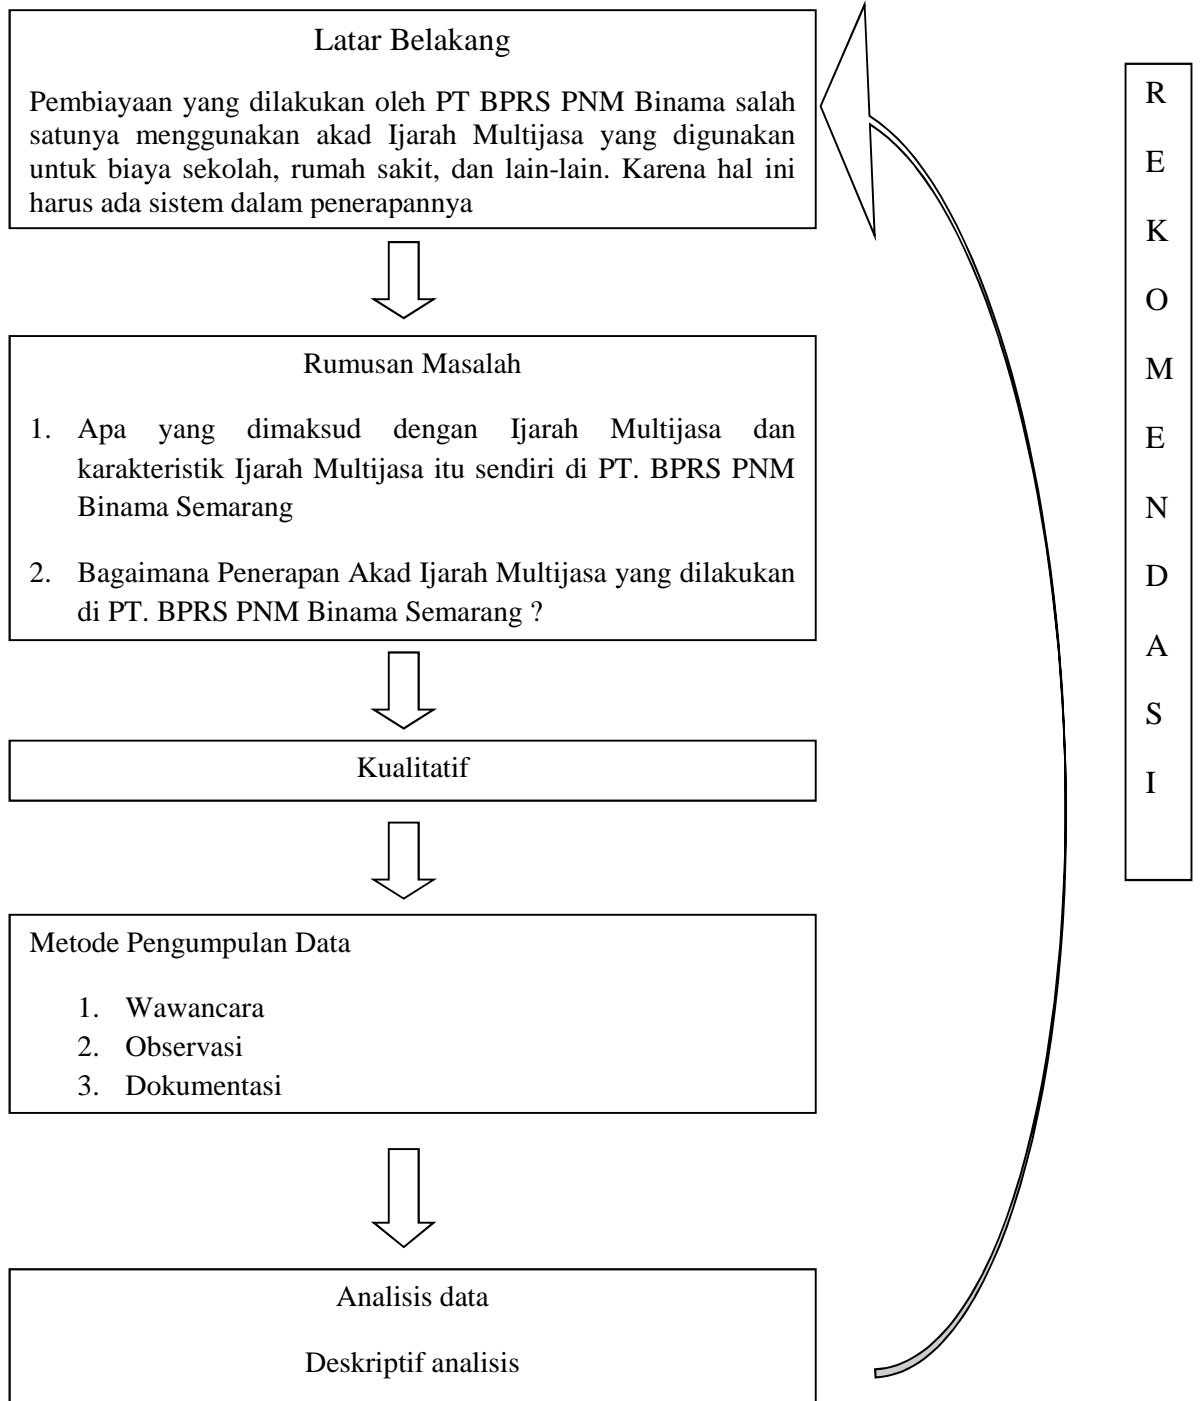 Latar Belakang
Pembiayaan yang dilakukan oleh PT BPRS PNM Binama salah
satunya menggunakan akad Ijarah Multijasa yang digunakan
untuk biaya sekolah, rumah sakit, dan lain-lain. Karena hal ini
harus ada sistem dalam penerapannya
Rumusan Masalah
1. Apa yang dimaksud dengan Ijarah Multijasa dan
karakteristik Ijarah Multijasa itu sendiri di PT. BPRS PNM
Binama Semarang
2. Bagaimana Penerapan Akad Ijarah Multijasa yang dilakukan
di PT. BPRS PNM Binama Semarang ?
Kualitatif
Metode Pengumpulan Data
1. Wawancara
2. Observasi
3. Dokumentasi
Analisis data
Deskriptif analisis
R
E
K
O
M
E
N
D
A
S
I